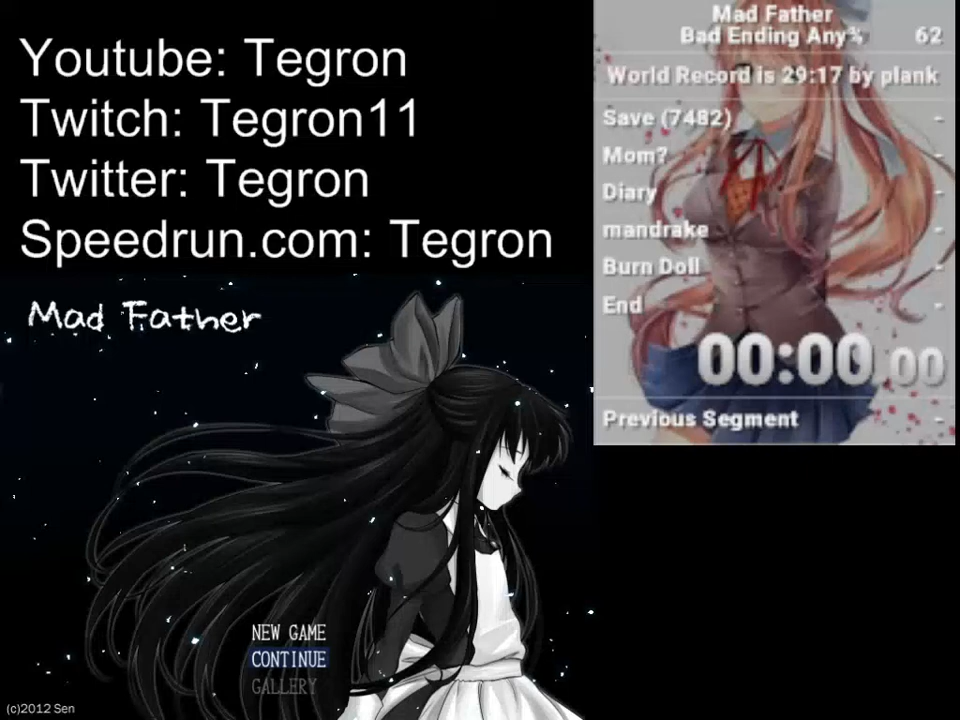 Youtube: Tegron
Twitch: Tegron11
Twitter: Tegron
Speedrun.com: Tegron
Mad Father
NEW GAME
CONTINUE
GALLERY
(c)2012 Sen
Mad Father
Bad Ending Any% 62
World Record is 29:17 by plank
Save (7482) -
Mom? -
Diary -
mandrake -
Burn Doll -
End -
00:00.00
Previous Segment -